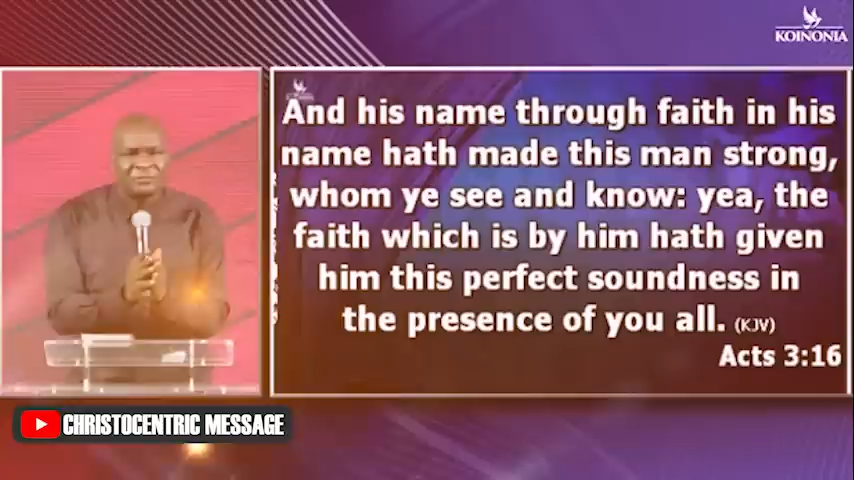 KOINONIA
And his name through faith in his
name hath made this man strong,
whom ye see and know: yea, the
faith which is by him hath given
him this perfect soundness in
the presence of you all. (KJV)
Acts 3:16
CHRISTOCENTRIC MESSAGE